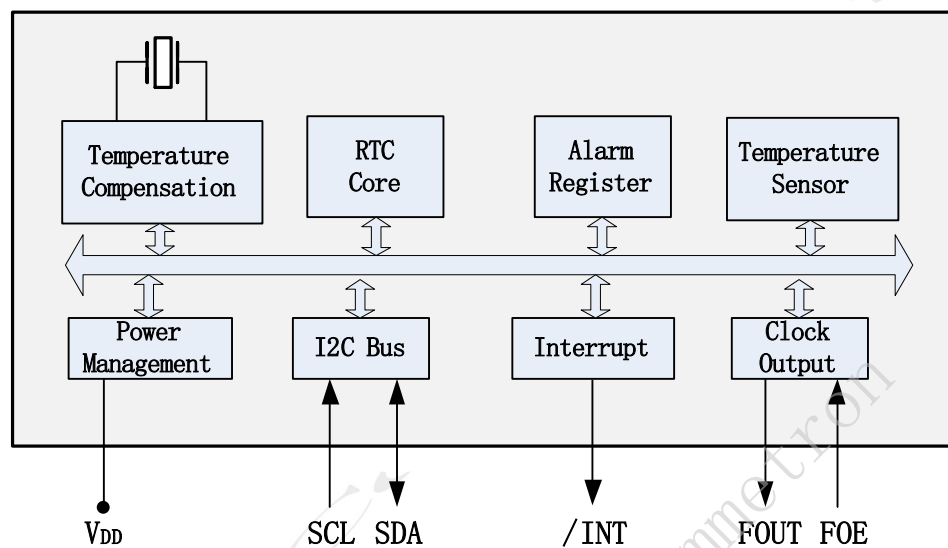 Temperature
Compensation
RTC
Core
Alarm
Register
Temperature
Sensor
Power
Management
I2C Bus
Interrupt
Clock
Output
VDD
SCL SDA
/INT
FOUT FOE